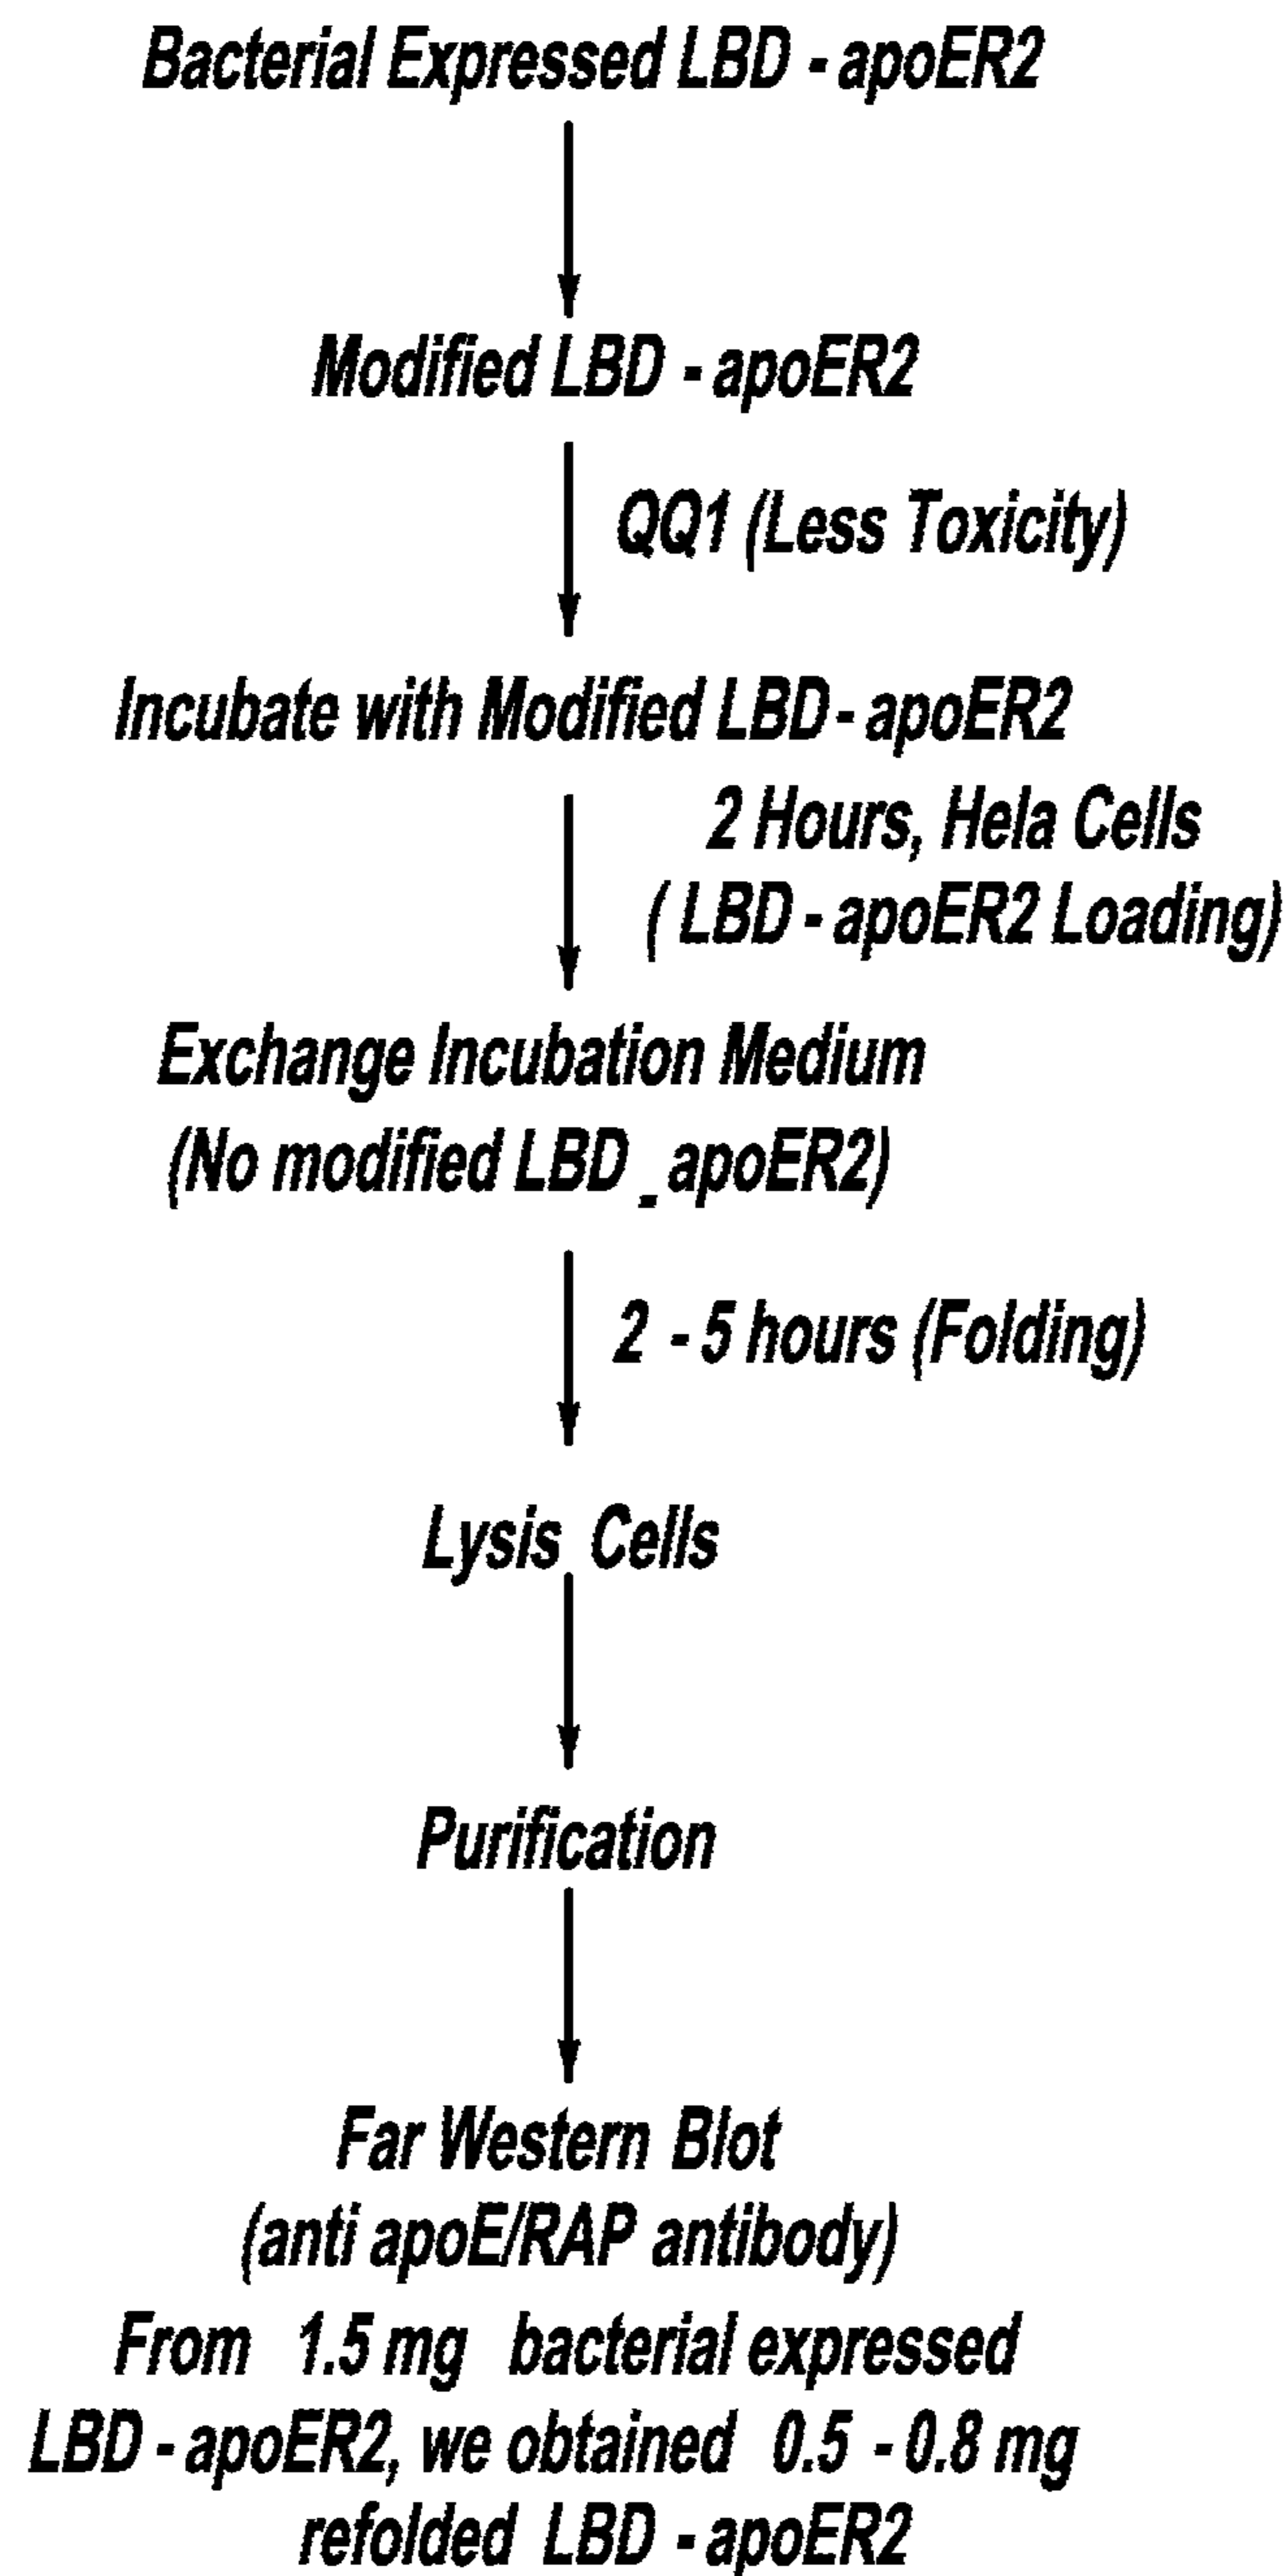 Bacterial Expressed LBD - apoER2
Modified LBD - apoER2
QQ1 (Less Toxicity)
Incubate with Modified LBD - apoER2
2 Hours, Hela Cells
( LBD - apoER2 Loading)
Exchange Incubation Medium
(No modified LBD - apoER2)
2 - 5 hours (Folding)
Lysis Cells
Purification
Far Western Blot
(anti apoE/RAP antibody)
From 1.5 mg bacterial expressed
LBD - apoER2, we obtained 0.5 - 0.8 mg
refolded LBD - apoER2